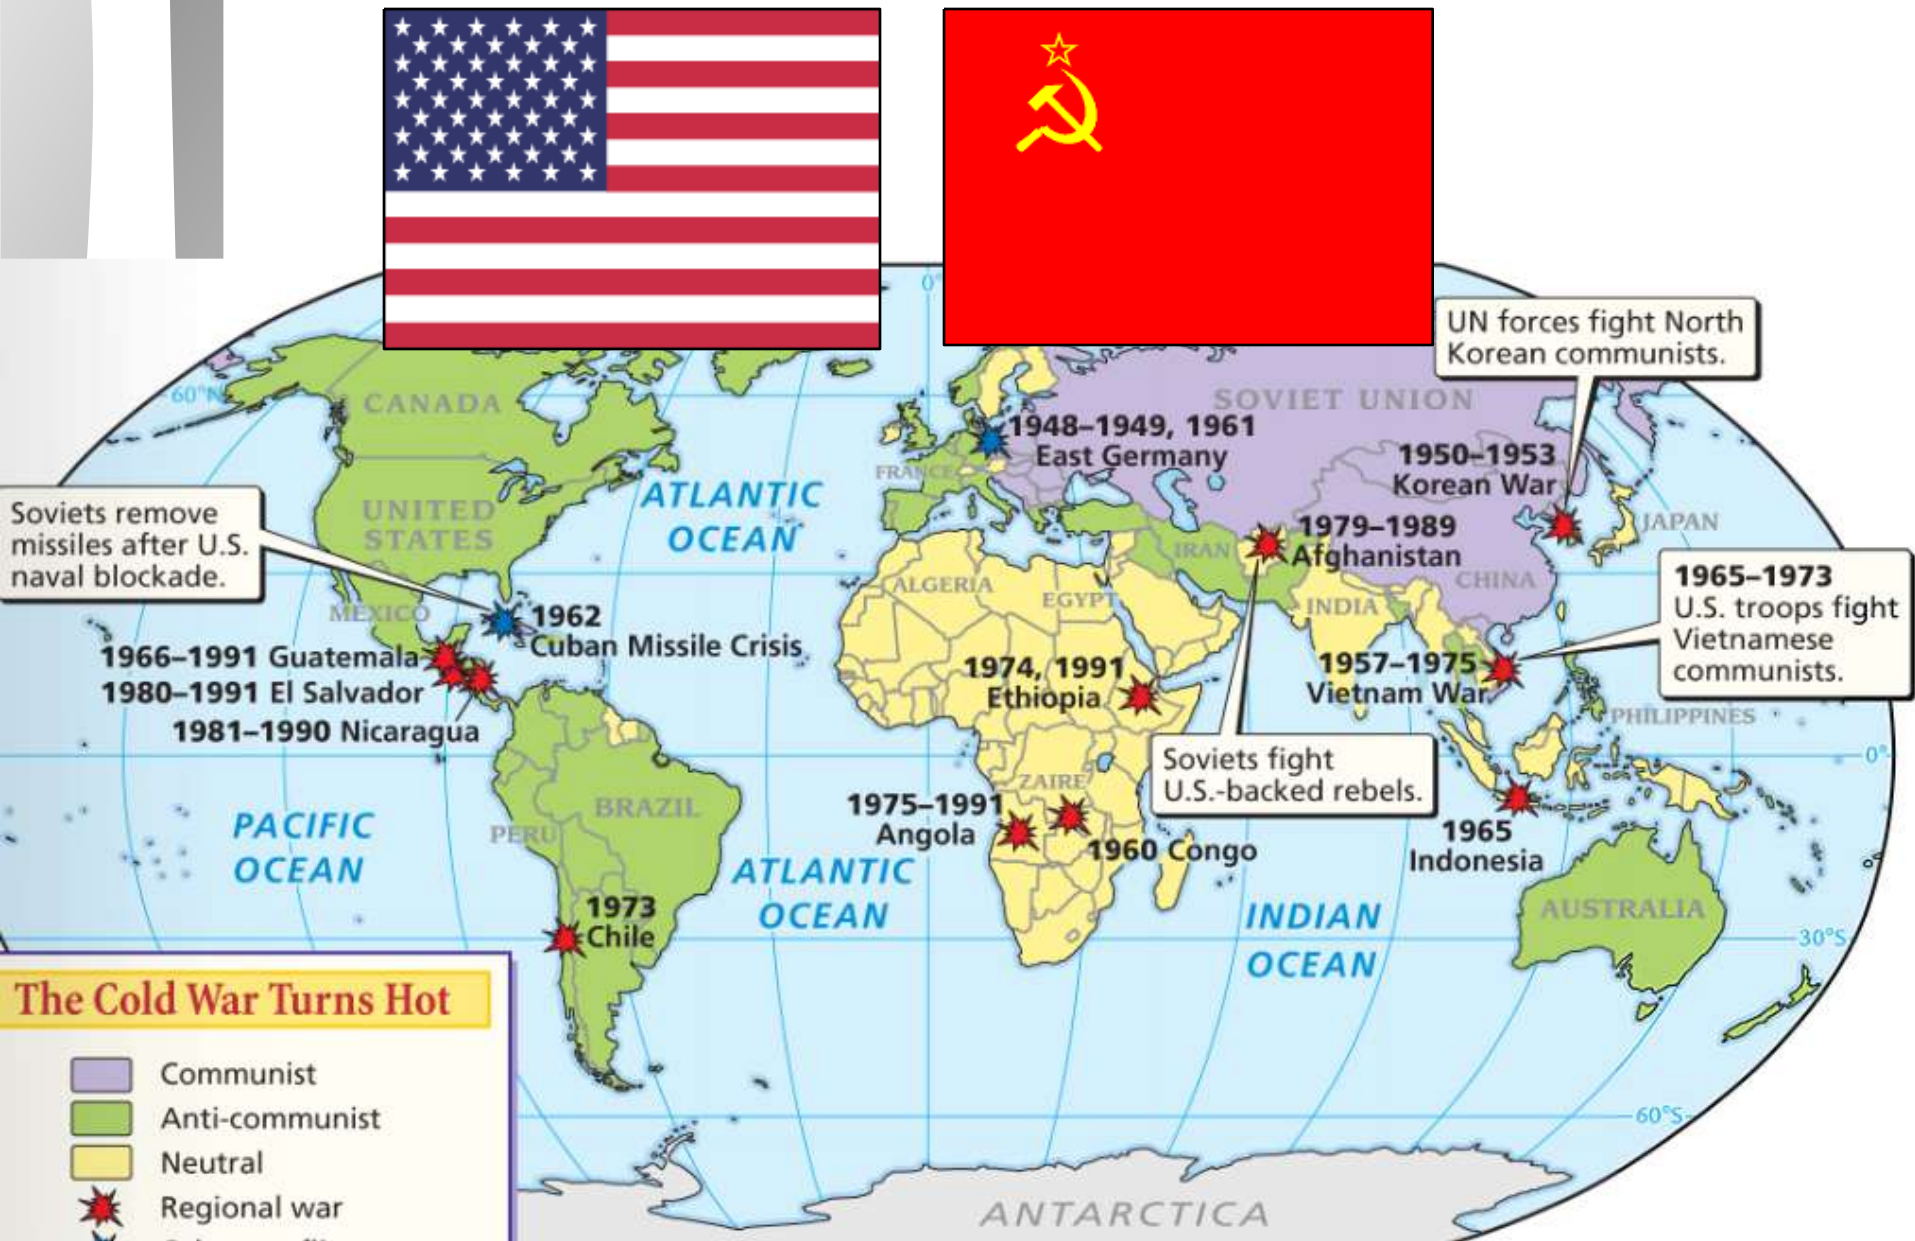 UN forces fight North
Korean communists.
0°
60°N
CANADA
SOVIET UNION
1948–1949, 1961
East Germany
1950–1953
Korean War
FRANCE
ATLANTIC
OCEAN
UNITED
STATES
Soviets remove
missiles after U.S.
naval blockade.
1979–1989
Afghanistan
IRAN
JAPAN
CHINA
1965–1973
U.S. troops fight
Vietnamese
communists.
ALGERIA
EGYPT
INDIA
MEXICO
1962
Cuban Missile Crisis
1966–1991 Guatemala
1980–1991 El Salvador
1981–1990 Nicaragua
1974, 1991
Ethiopia
1957–1975
Vietnam War
PHILIPPINES
Soviets fight
U.S.-backed rebels.
0°
ZAIRE
BRAZIL
PERU
1975–1991
Angola
1960 Congo
1965
Indonesia
PACIFIC
OCEAN
ATLANTIC
OCEAN
1973
Chile
INDIAN
OCEAN
AUSTRALIA
30°S
60°S
The Cold War Turns Hot
Communist
Anti-communist
Neutral
Regional war
ANTARCTICA